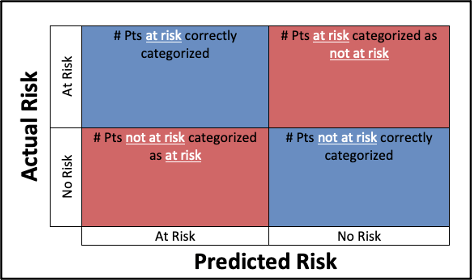 Actual Risk
At Risk
# Pts at risk correctly
categorized
# Pts at risk categorized as
not at risk
No Risk
# Pts not at risk categorized
as at risk
# Pts not at risk correctly
categorized
At Risk
No Risk
Predicted Risk